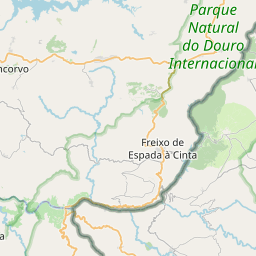 Parque
Natural
do Douro
Internacional
ncorvo
Freixo de
Espada à Cinta
a